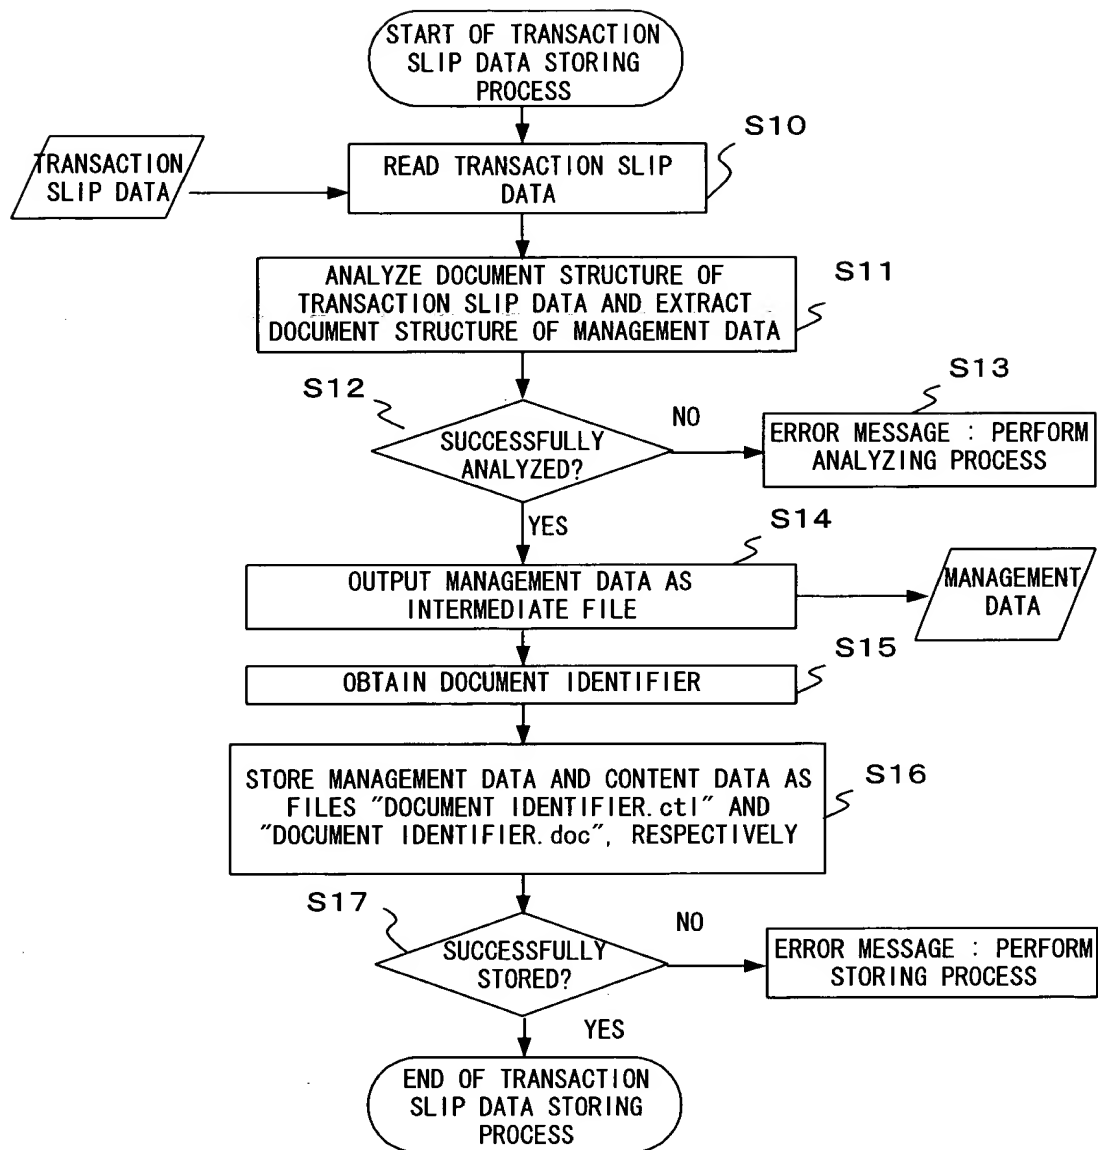 START OF TRANSACTION
SLIP DATA STORING
PROCESS
S10
TRANSACTION
SLIP DATA
READ TRANSACTION SLIP
DATA
S11
ANALYZE DOCUMENT STRUCTURE OF
TRANSACTION SLIP DATA AND EXTRACT
DOCUMENT STRUCTURE OF MANAGEMENT DATA
S12
SUCCESSFULLY
ANALYZED?
NO
S13
ERROR MESSAGE : PERFORM
ANALYZING PROCESS
YES
S14
OUTPUT MANAGEMENT DATA AS
INTERMEDIATE FILE
MANAGEMENT
DATA
S15
OBTAIN DOCUMENT IDENTIFIER
S16
STORE MANAGEMENT DATA AND CONTENT DATA AS
FILES "DOCUMENT IDENTIFIER.ctl" AND
"DOCUMENT IDENTIFIER.doc", RESPECTIVELY
S17
SUCCESSFULLY
STORED?
NO
ERROR MESSAGE : PERFORM
STORING PROCESS
YES
END OF TRANSACTION
SLIP DATA STORING
PROCESS